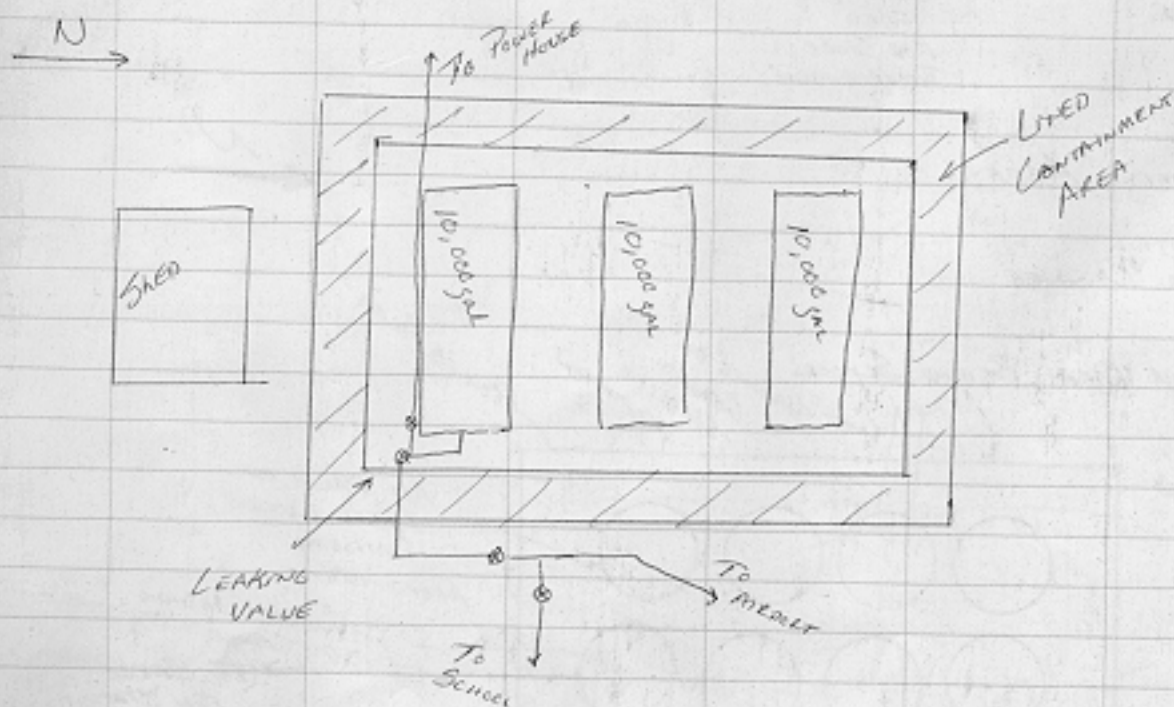 N
TO POWER
HOUSE
LINED
CONTAINMENT
AREA
SHED
10,000 gal
10,000 gal
10,000 gal
LEAKING
VALUE
TO
AIRPORT
TO
SCHOOL